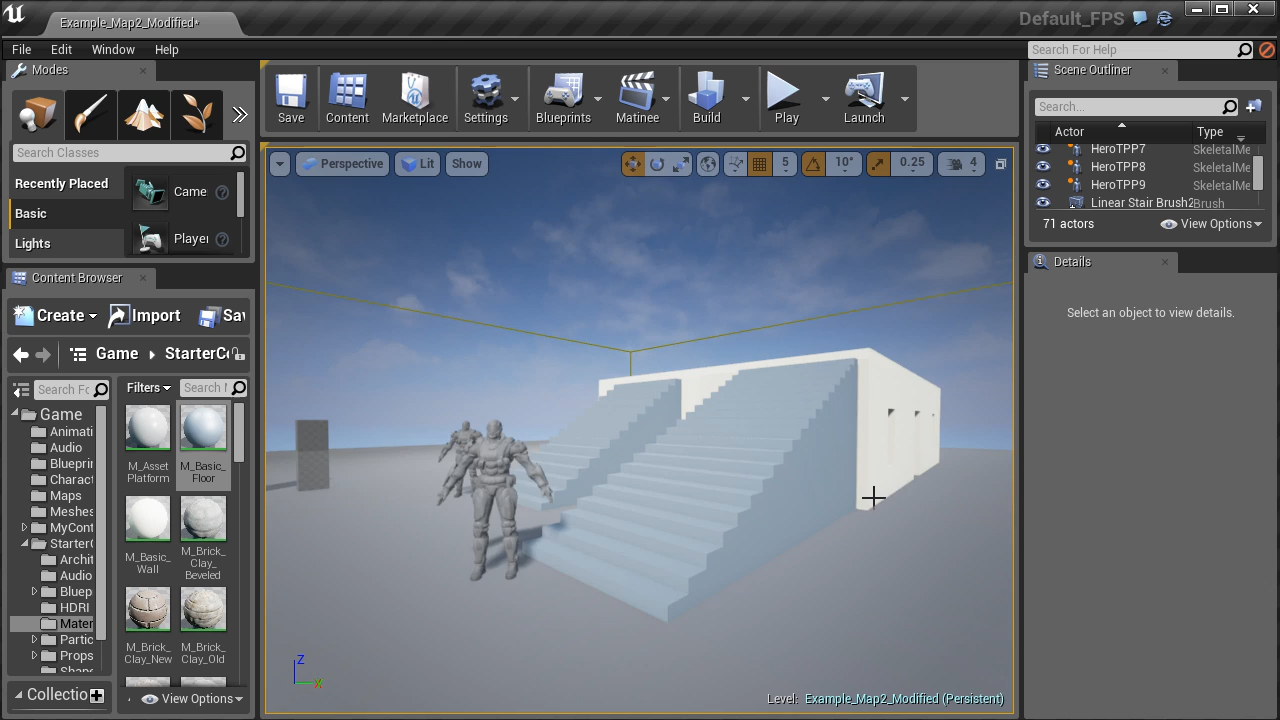 Example_Map2_Modified*
Default_FPS
File Edit Window Help
Search For Help
Modes
Search Classes
Recently Placed
Basic
Lights
Came
Player
Save
Content
Marketplace
Settings
Blueprints
Matinee
Build
Play
Launch
Perspective
Lit
Show
5
10°
0.25
4
Scene Outliner
Search...
Actor
Type
HeroTPP7 SkeletalMe
HeroTPP8 SkeletalMe
HeroTPP9 SkeletalMe
Linear Stair Brush2 Brush
71 actors
View Options
Details
Select an object to view details.
Content Browser
Create
Import
Sav
Game
StarterCo
Search Fo
Filters
Search M
Game
Animati
Audio
Blueprin
Charact
Maps
Meshes
MyCont
StarterC
Archit
Audio
Bluep
HDRI
Mater
Partic
Props
Shape
Collectio
M_Asset
Platform
M_Basic_
Floor
M_Basic_
Wall
M_Brick_
Clay_
Beveled
M_Brick_
Clay_New
M_Brick_
Clay_Old
View Options
Z
X
Level: Example_Map2_Modified (Persistent)